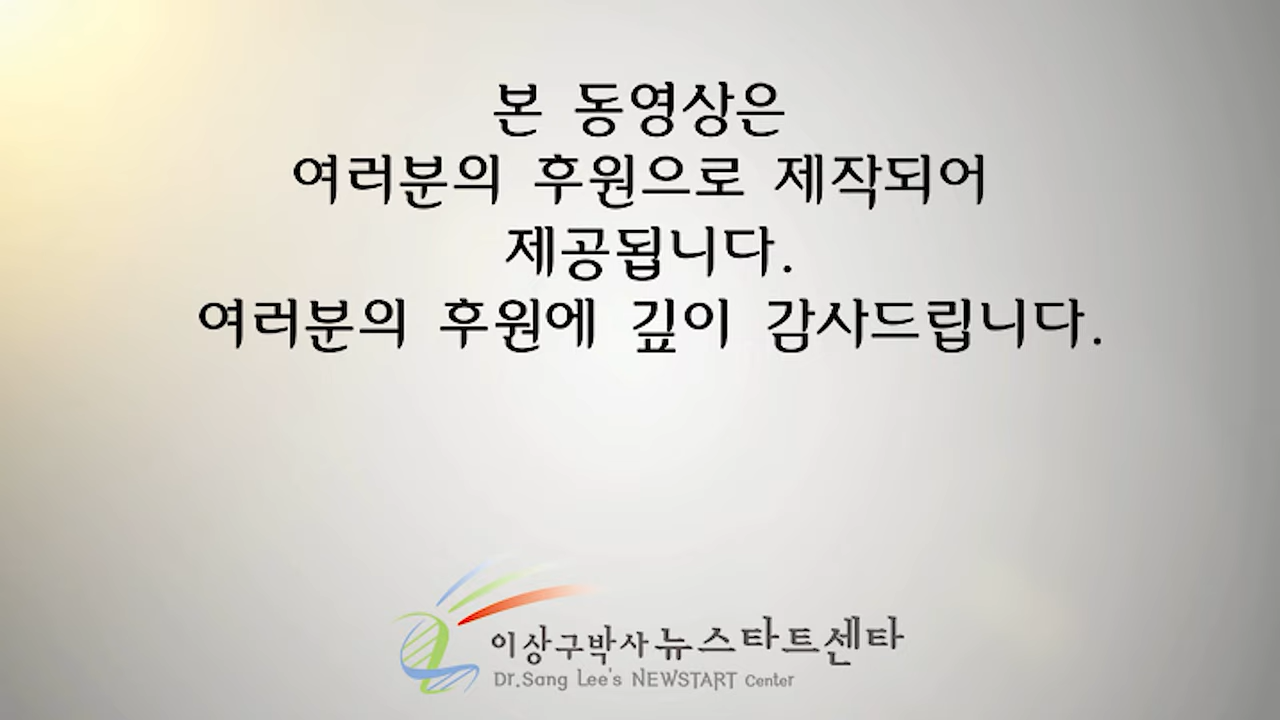 본 동영상은
여러분의 후원으로 제작되어
제공됩니다.
여러분의 후원에 깊이 감사드립니다.
이상구박사 뉴스타트센타
Dr.Sang Lee's NEWSTART Center